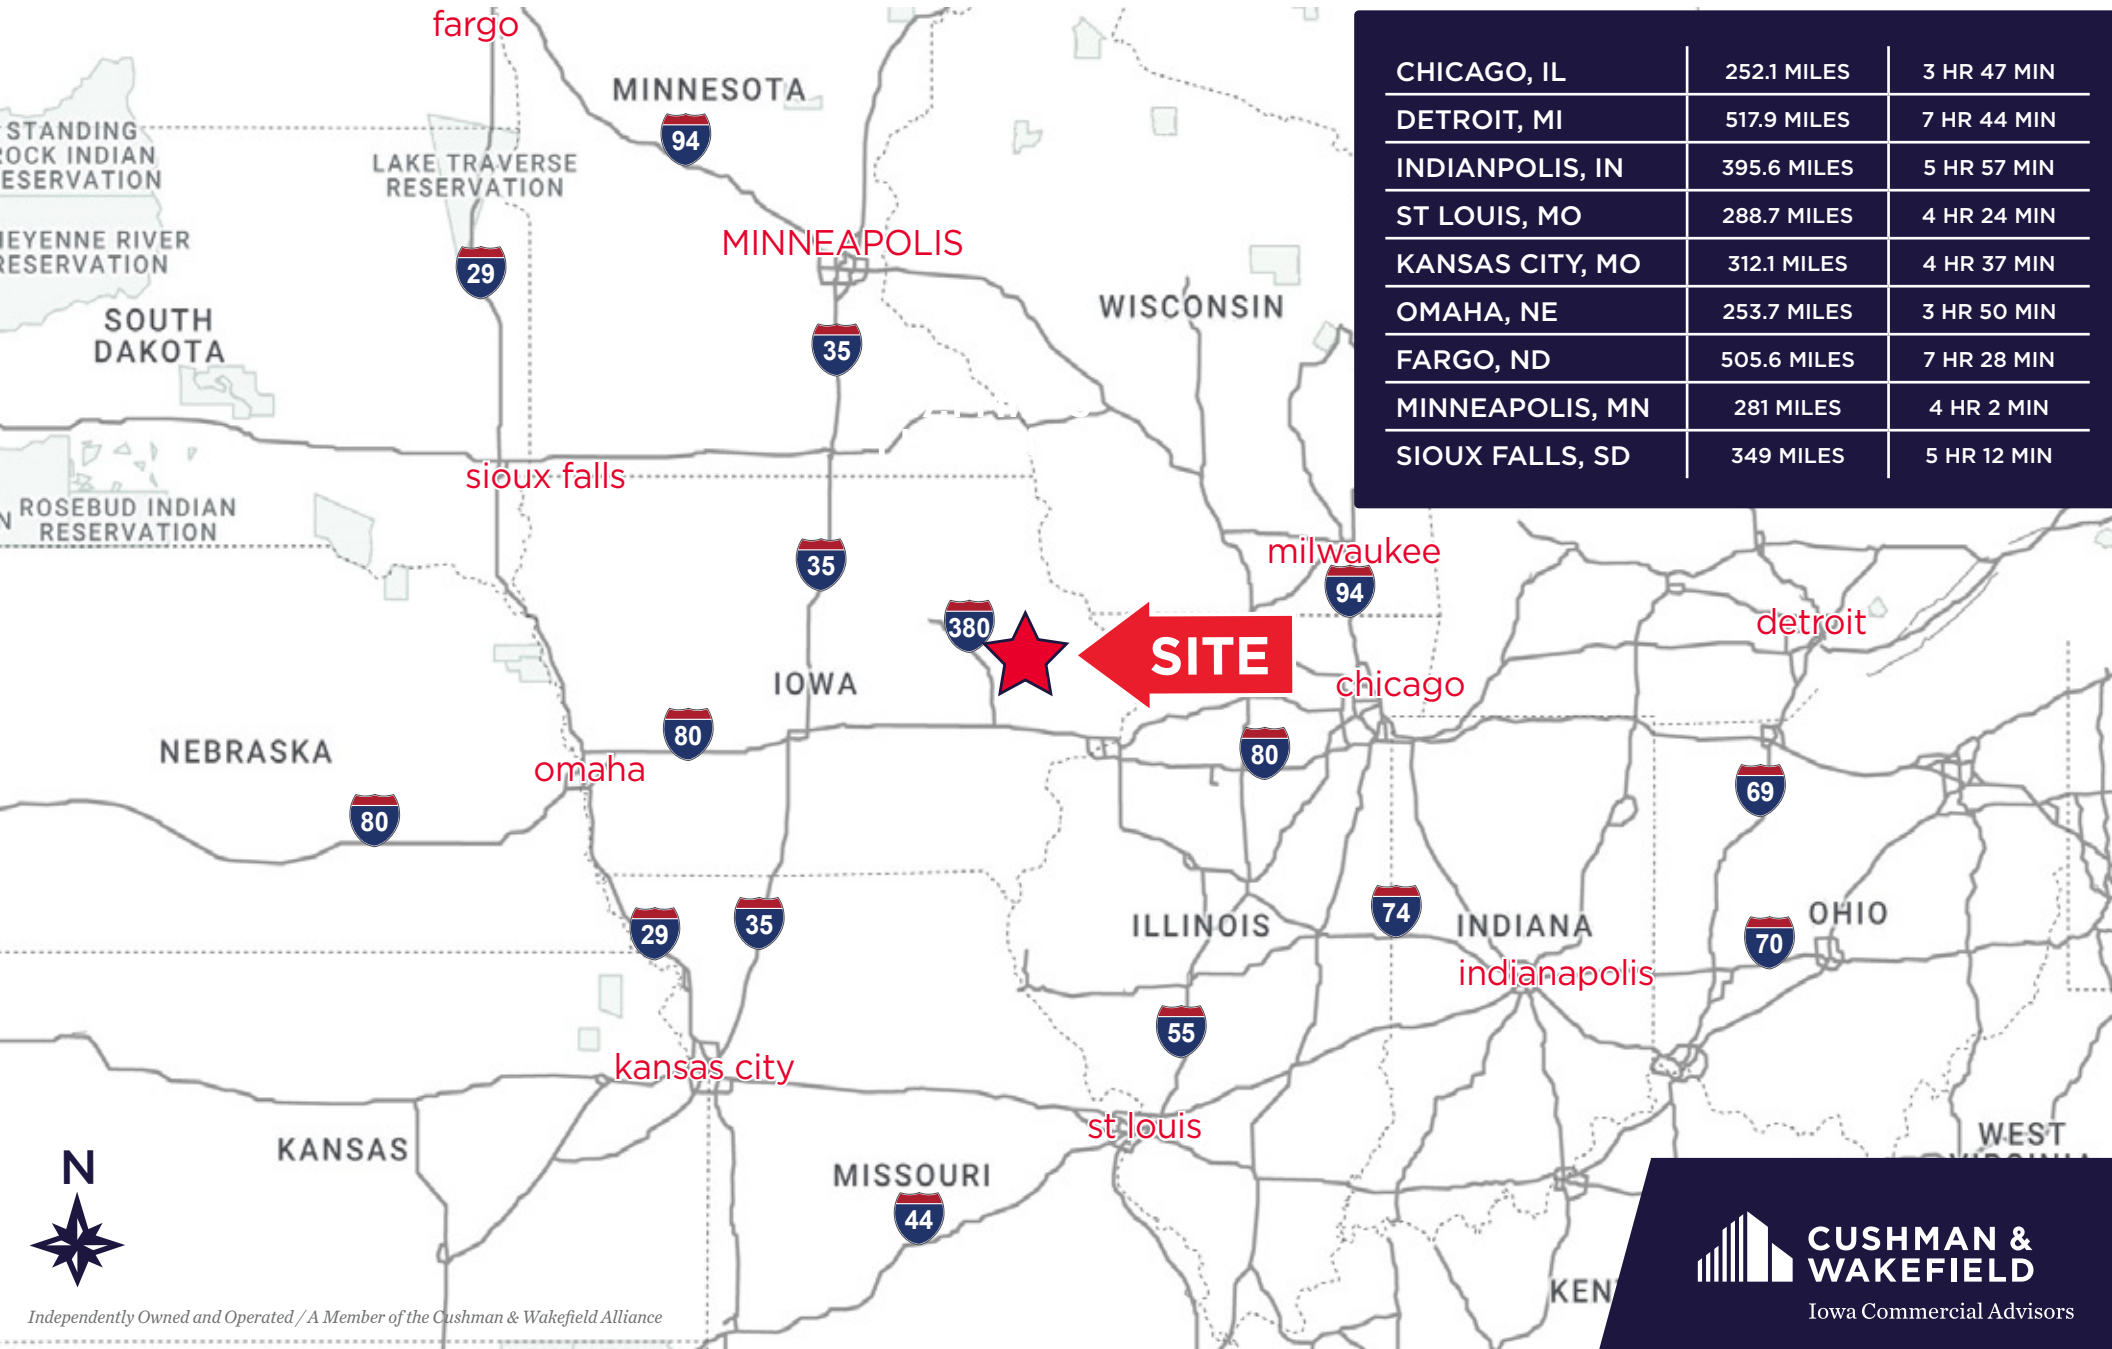 fargo
MINNESOTA
94
STANDING
ROCK INDIAN
ESERVATION
LAKE TRAVERSE
RESERVATION
EYENNE RIVER
RESERVATION
29
MINNEAPOLIS
SOUTH
DAKOTA
35
WISCONSIN
CHICAGO, IL 252.1 MILES 3 HR 47 MIN
DETROIT, MI 517.9 MILES 7 HR 44 MIN
INDIANPOLIS, IN 395.6 MILES 5 HR 57 MIN
ST LOUIS, MO 288.7 MILES 4 HR 24 MIN
KANSAS CITY, MO 312.1 MILES 4 HR 37 MIN
OMAHA, NE 253.7 MILES 3 HR 50 MIN
FARGO, ND 505.6 MILES 7 HR 28 MIN
MINNEAPOLIS, MN 281 MILES 4 HR 2 MIN
SIOUX FALLS, SD 349 MILES 5 HR 12 MIN
sioux falls
N ROSEBUD INDIAN
RESERVATION
35
milwaukee
94
380
SITE
detroit
IOWA
chicago
NEBRASKA
80
80
omaha
80
69
29
35
ILLINOIS
74
INDIANA
OHIO
70
indianapolis
55
kansas city
st louis
KANSAS
MISSOURI
44
WEST
N
KEN
CUSHMAN &
WAKEFIELD
Iowa Commercial Advisors
Independently Owned and Operated / A Member of the Cushman & Wakefield Alliance